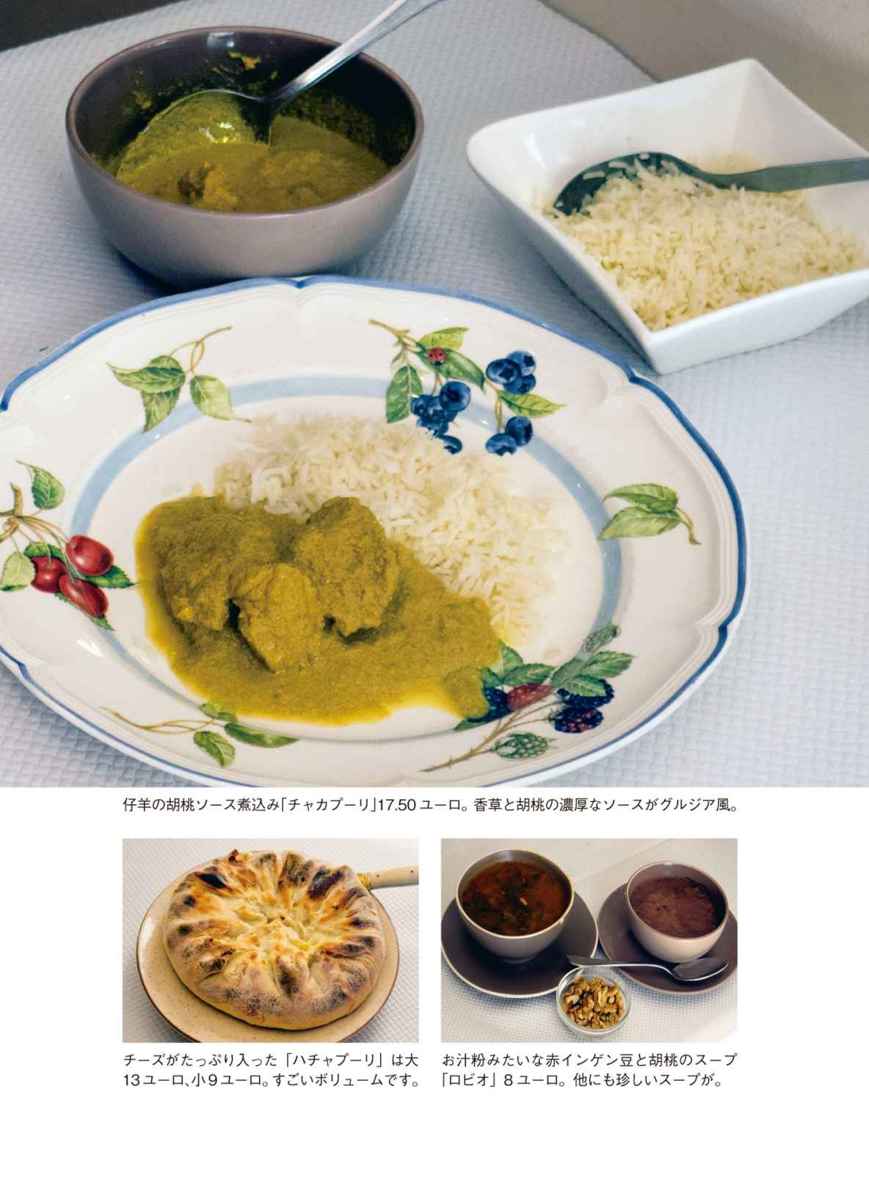 仔羊の胡桃ソース煮込み「チャカプーリ」17.50ユーロ。香草と胡桃の濃厚なソースがグルジア風。
チーズがたっぷり入った「ハチャプーリ」は大
13ユーロ、小9ユーロ。すごいボリュームです。
お汁粉みたいな赤インゲン豆と胡桃のスープ
「ロビオ」8ユーロ。他にも珍しいスープが。